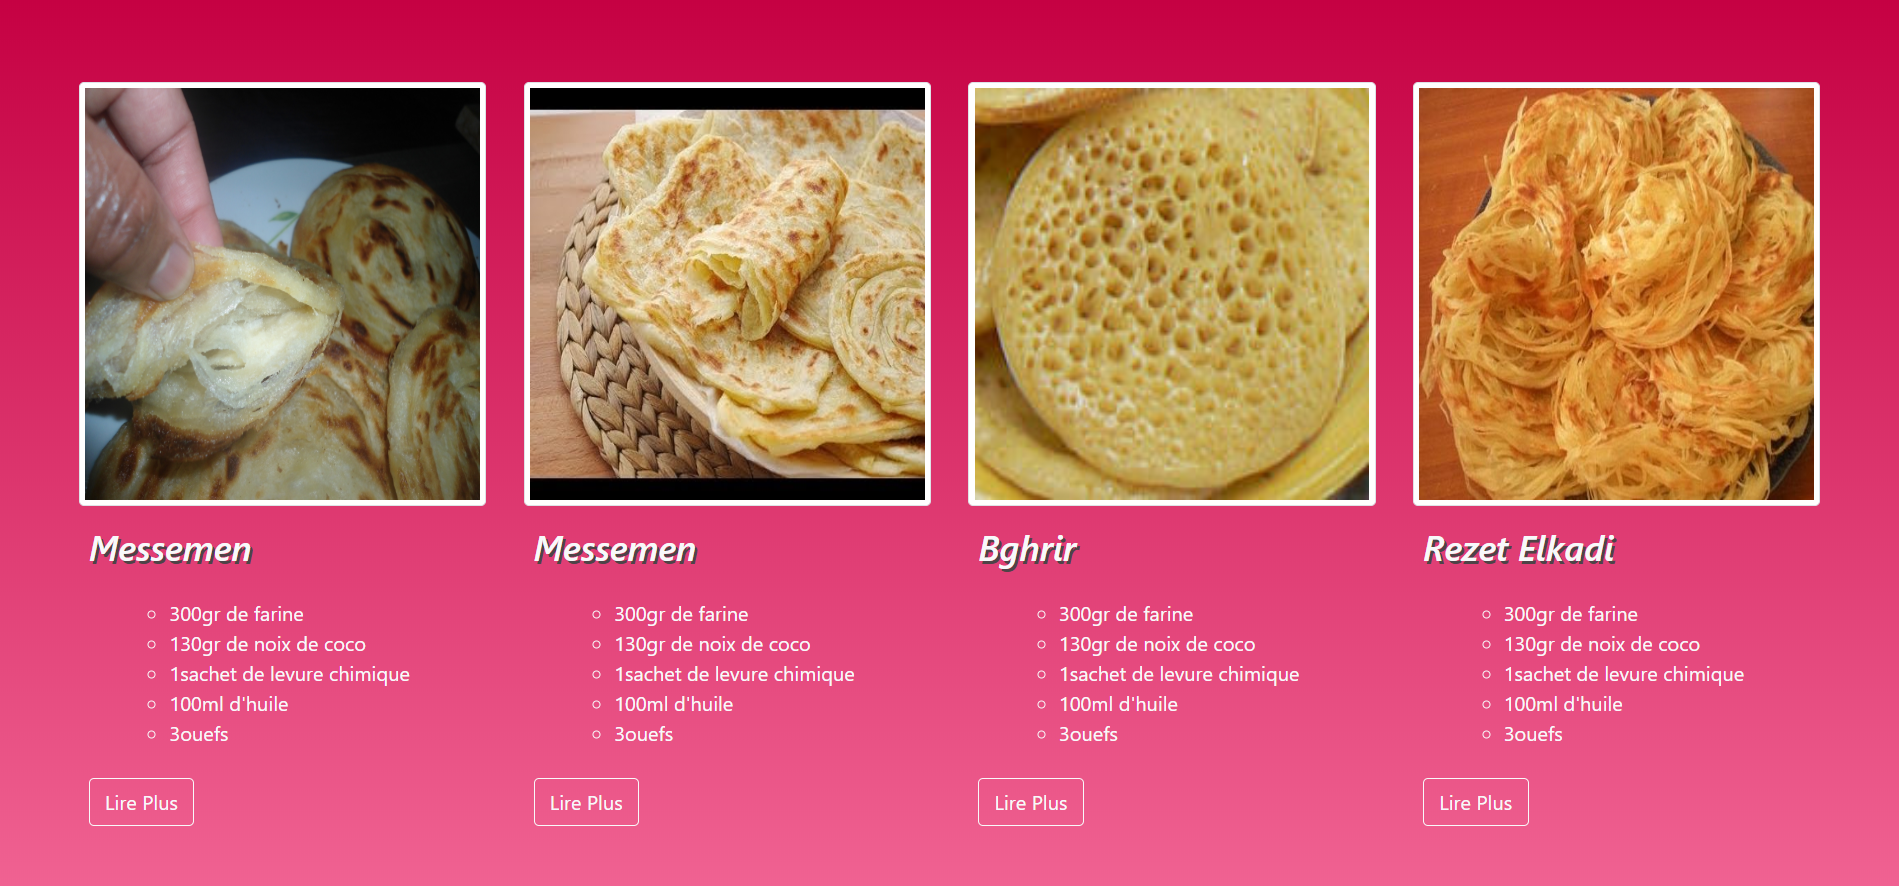 Messemen
300gr de farine
130gr de noix de coco
1sachet de levure chimique
100ml d'huile
3ouefs
Lire Plus
Messemen
300gr de farine
130gr de noix de coco
1sachet de levure chimique
100ml d'huile
3ouefs
Lire Plus
Bghrir
300gr de farine
130gr de noix de coco
1sachet de levure chimique
100ml d'huile
3ouefs
Lire Plus
Rezet Elkadi
300gr de farine
130gr de noix de coco
1sachet de levure chimique
100ml d'huile
3ouefs
Lire Plus